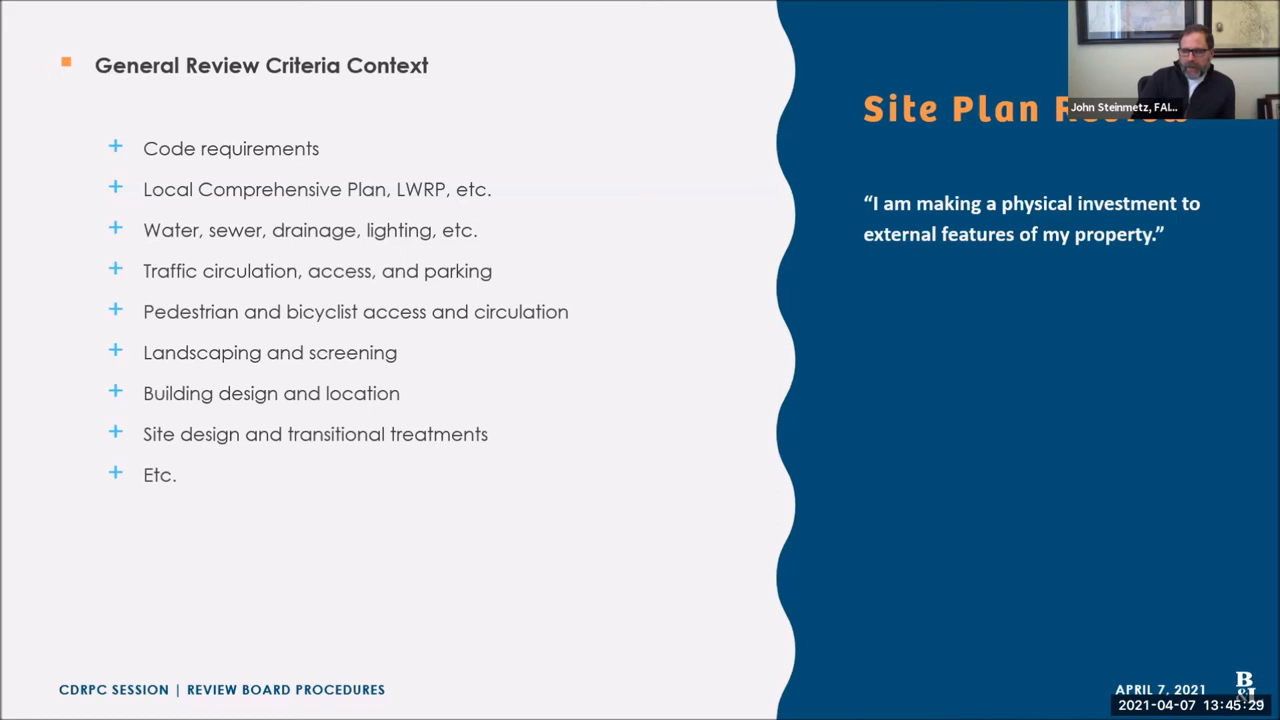 General Review Criteria Context
Code requirements
Local Comprehensive Plan, LWRP, etc.
Water, sewer, drainage, lighting, etc.
Traffic circulation, access, and parking
Pedestrian and bicyclist access and circulation
Landscaping and screening
Building design and location
Site design and transitional treatments
Etc.
Site Plan
John Steinmetz, FAI...
“I am making a physical investment to
external features of my property.”
CDRPC SESSION | REVIEW BOARD PROCEDURES
APRIL 7, 2021
B&L
2021-04-07 13:45:29